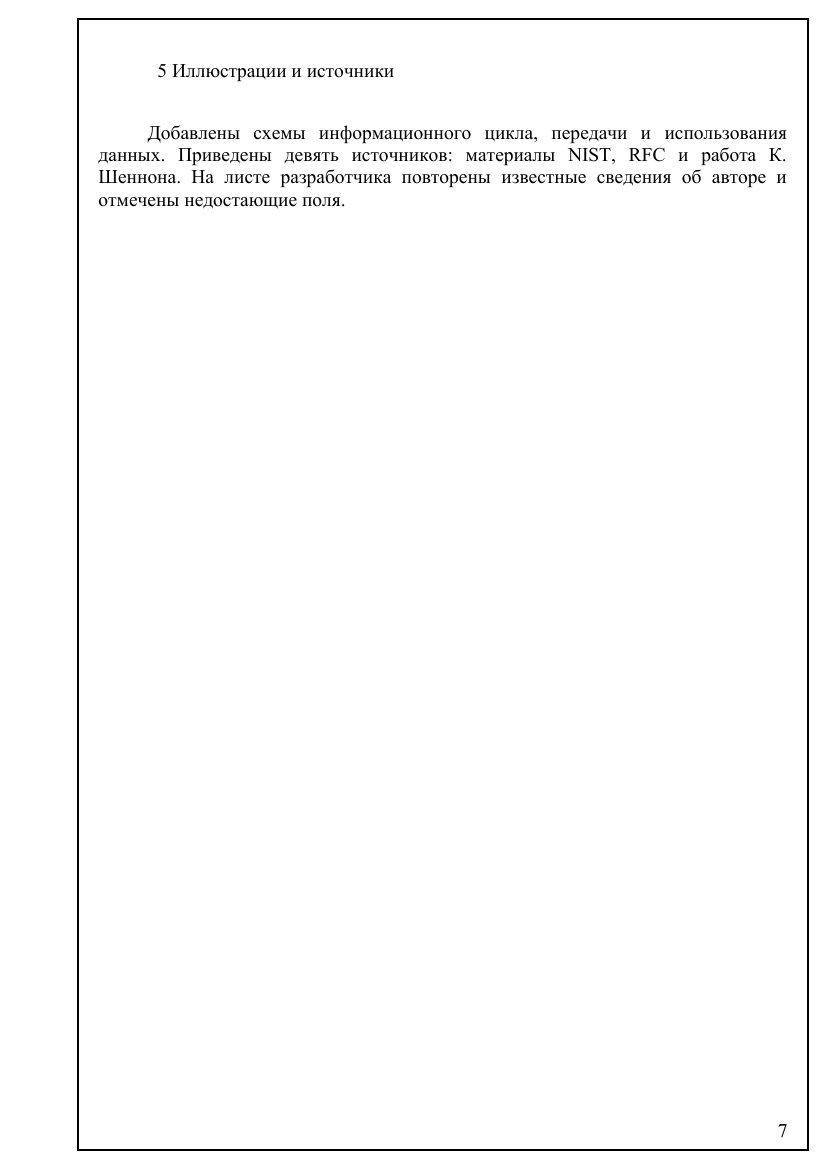 5 Иллюстрации и источники
Добавлены схемы информационного цикла, передачи и использования
данных. Приведены девять источников: материалы NIST, RFC и работа К.
Шеннона. На листе разработчика повторены известные сведения об авторе и
отмечены недостающие поля.
7